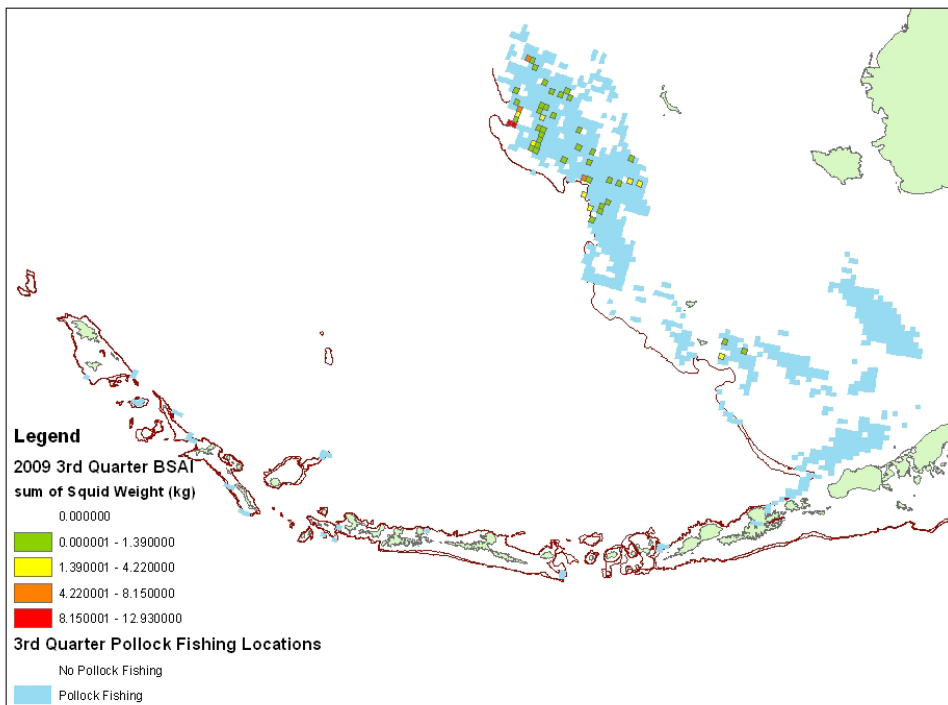 Legend
2009 3rd Quarter BSAI
sum of Squid Weight (kg)
0.000000
0.000001 - 1.390000
1.390001 - 4.220000
4.220001 - 8.150000
8.150001 - 12.930000
3rd Quarter Pollock Fishing Locations
No Pollock Fishing
Pollock Fishing